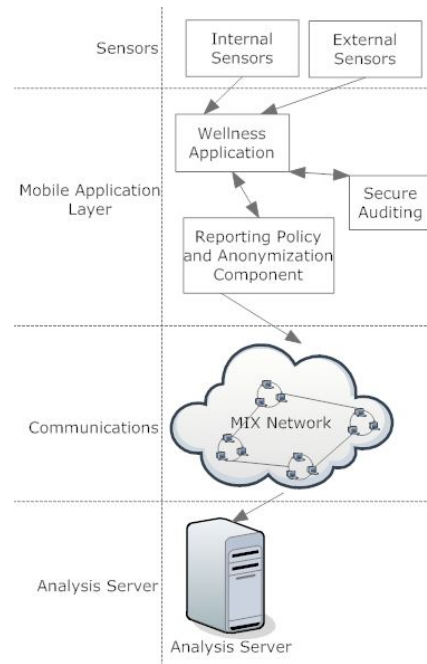 Sensors
Internal
Sensors
External
Sensors
Mobile Application
Layer
Wellness
Application
Secure
Auditing
Reporting Policy
and Anonymization
Component
Communications
MIX Network
Analysis Server
Analysis Server